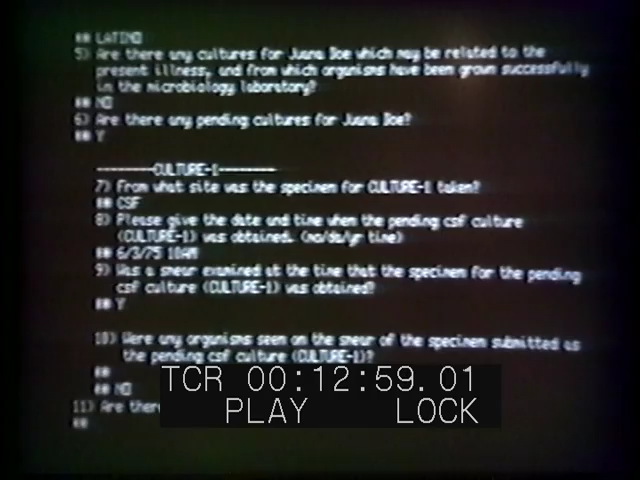 ** LATINO
5) Are there any cultures for Juana Doe which may be related to the
present illness, and from which organisms have been grown successfully
in the microbiology laboratory?
** NO
6) Are there any pending cultures for Juana Doe?
** Y
--------CULTURE-1--------
7) From what site was the specimen for CULTURE-1 taken?
** CSF
8) Please give the date and time when the pending csf culture
(CULTURE-1) was obtained. (mo/da/yr time)
** 6/3/75 10AM
9) Was a smear examined at the time that the specimen for the pending
csf culture (CULTURE-1) was obtained?
** Y
10) Were any organisms seen on the smear of the specimen submitted as
the pending csf culture (CULTURE-1)?
**
** NO
11) Are ther
**
TCR 00:12:59.01
PLAY LOCK